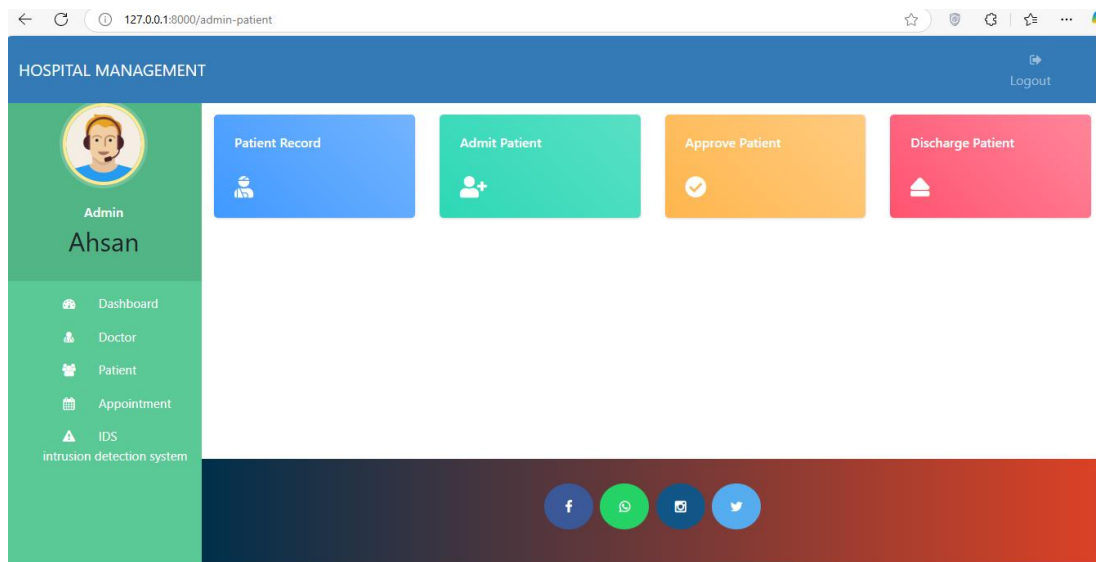 127.0.0.1:8000/admin-patient
HOSPITAL MANAGEMENT
Logout
Patient Record
Admit Patient
Approve Patient
Discharge Patient
Admin
Ahsan
Dashboard
Doctor
Patient
Appointment
IDS
intrusion detection system